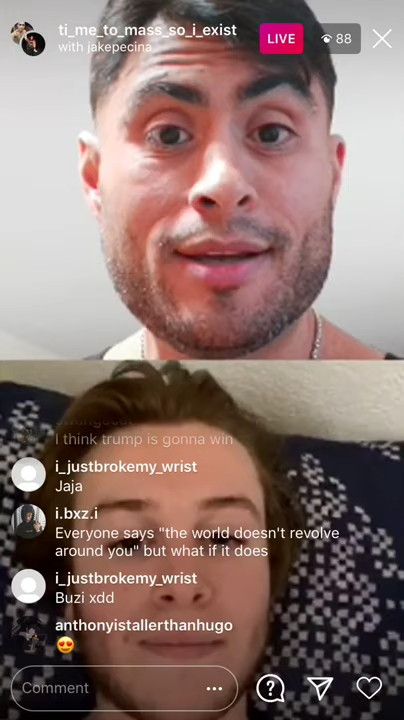 ti_me_to_mass_so_i_exist
with jakepecina
LIVE
88
I think trump is gonna win
i_justbrokemy_wrist
Jaja
i.bxz.i
Everyone says "the world doesn't revolve
around you" but what if it does
i_justbrokemy_wrist
Buzi xdd
anthonyistallerthanhugo
😍
Comment